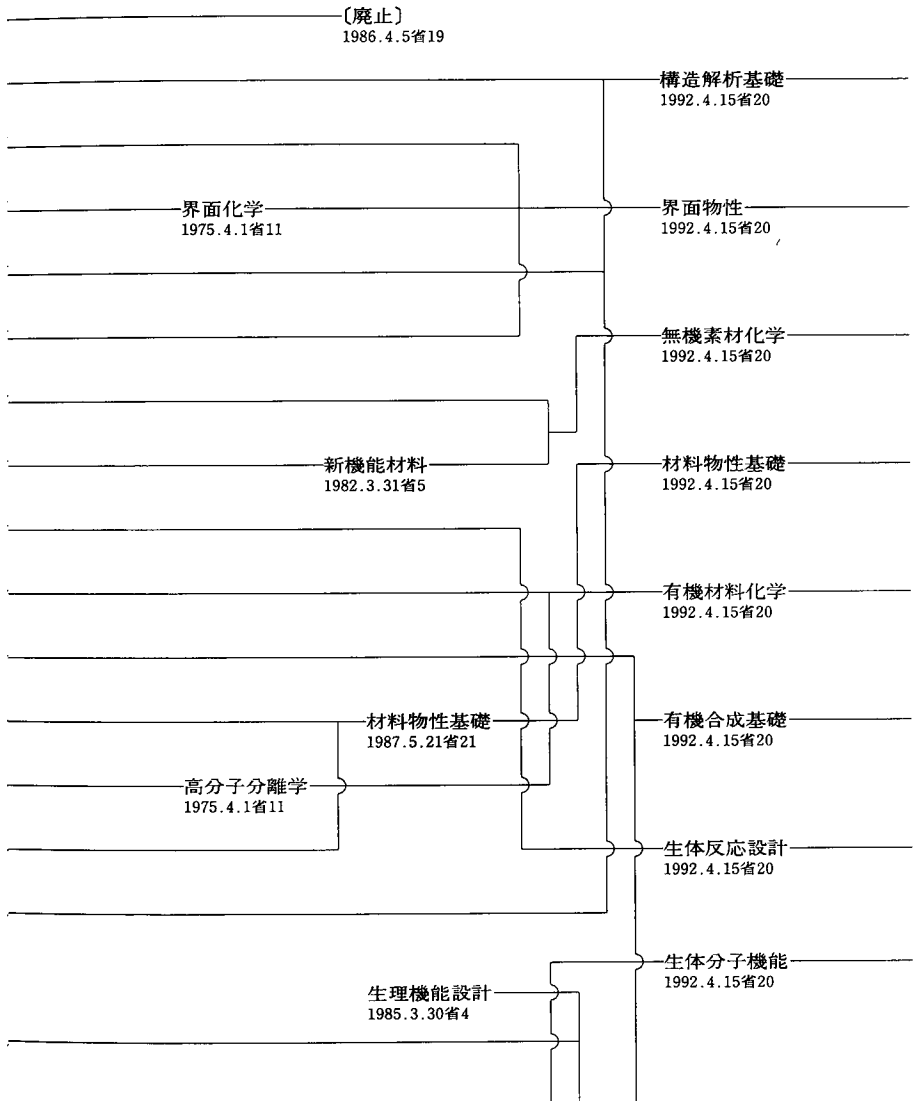 〔廃止〕
1986.4.5省19
構造解析基礎
1992.4.15省20
界面化学
1975.4.1省11
界面物性
1992.4.15省20
無機素材化学
1992.4.15省20
新機能材料
1982.3.31省5
材料物性基礎
1992.4.15省20
有機材料化学
1992.4.15省20
材料物性基礎
1987.5.21省21
有機合成基礎
1992.4.15省20
高分子分離学
1975.4.1省11
生体反応設計
1992.4.15省20
生体分子機能
1992.4.15省20
生理機能設計
1985.3.30省4